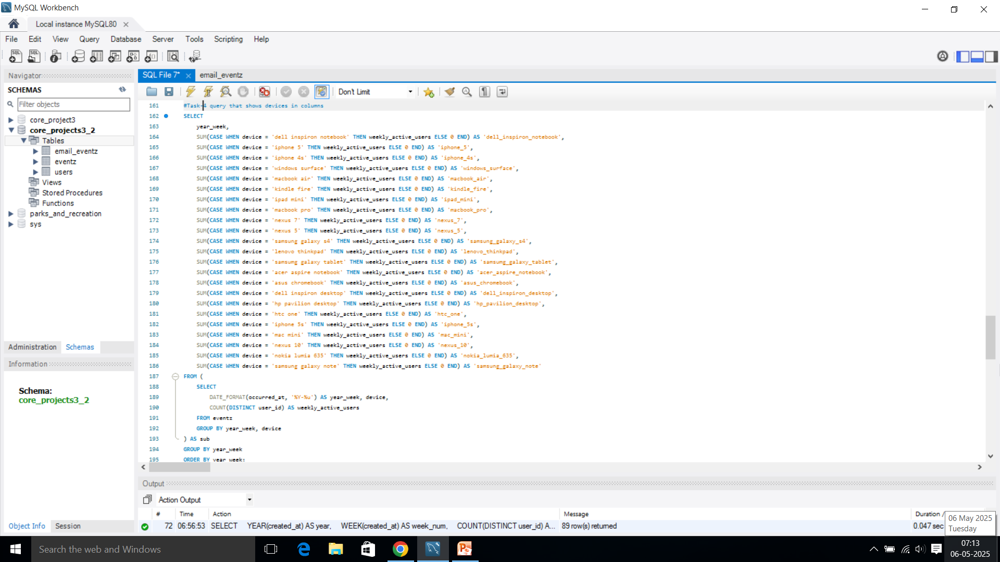 MySQL Workbench
Local instance MySQL80
File Edit View Query Database Server Tools Scripting Help
Navigator
SCHEMAS
Filter objects
core_project3
core_projects3_2
Tables
email_eventz
eventz
users
Views
Stored Procedures
Functions
parks_and_recreation
sys
Administration Schemas
Information
Schema:
core_projects3_2
Object Info Session
SQL File 7* email_eventz
Don't Limit
161 #Task-4 query that shows devices in columns
162 SELECT
163 year_week,
164 SUM(CASE WHEN device = 'dell inspiron notebook' THEN weekly_active_users ELSE 0 END) AS 'dell_inspiron_notebook',
165 SUM(CASE WHEN device = 'iphone 5' THEN weekly_active_users ELSE 0 END) AS 'iphone_5',
166 SUM(CASE WHEN device = 'iphone 4s' THEN weekly_active_users ELSE 0 END) AS 'iphone_4s',
167 SUM(CASE WHEN device = 'windows surface' THEN weekly_active_users ELSE 0 END) AS 'windows_surface',
168 SUM(CASE WHEN device = 'macbook air' THEN weekly_active_users ELSE 0 END) AS 'macbook_air',
169 SUM(CASE WHEN device = 'kindle fire' THEN weekly_active_users ELSE 0 END) AS 'kindle_fire',
170 SUM(CASE WHEN device = 'ipad mini' THEN weekly_active_users ELSE 0 END) AS 'ipad_mini',
171 SUM(CASE WHEN device = 'macbook pro' THEN weekly_active_users ELSE 0 END) AS 'macbook_pro',
172 SUM(CASE WHEN device = 'nexus 7' THEN weekly_active_users ELSE 0 END) AS 'nexus_7',
173 SUM(CASE WHEN device = 'nexus 5' THEN weekly_active_users ELSE 0 END) AS 'nexus_5',
174 SUM(CASE WHEN device = 'samsung galaxy s4' THEN weekly_active_users ELSE 0 END) AS 'samsung_galaxy_s4',
175 SUM(CASE WHEN device = 'lenovo thinkpad' THEN weekly_active_users ELSE 0 END) AS 'lenovo_thinkpad',
176 SUM(CASE WHEN device = 'samsumg galaxy tablet' THEN weekly_active_users ELSE 0 END) AS 'samsumg_galaxy_tablet',
177 SUM(CASE WHEN device = 'acer aspire notebook' THEN weekly_active_users ELSE 0 END) AS 'acer_aspire_notebook',
178 SUM(CASE WHEN device = 'asus chromebook' THEN weekly_active_users ELSE 0 END) AS 'asus_chromebook',
179 SUM(CASE WHEN device = 'dell inspiron desktop' THEN weekly_active_users ELSE 0 END) AS 'dell_inspiron_desktop',
180 SUM(CASE WHEN device = 'hp pavilion desktop' THEN weekly_active_users ELSE 0 END) AS 'hp_pavilion_desktop',
181 SUM(CASE WHEN device = 'htc one' THEN weekly_active_users ELSE 0 END) AS 'htc_one',
182 SUM(CASE WHEN device = 'iphone 5s' THEN weekly_active_users ELSE 0 END) AS 'iphone_5s',
183 SUM(CASE WHEN device = 'mac mini' THEN weekly_active_users ELSE 0 END) AS 'mac_mini',
184 SUM(CASE WHEN device = 'nexus 10' THEN weekly_active_users ELSE 0 END) AS 'nexus_10',
185 SUM(CASE WHEN device = 'nokia lumia 635' THEN weekly_active_users ELSE 0 END) AS 'nokia_lumia_635',
186 SUM(CASE WHEN device = 'samsung galaxy note' THEN weekly_active_users ELSE 0 END) AS 'samsung_galaxy_note'
187 FROM (
188 SELECT
189 DATE_FORMAT(occurred_at, '%Y-%u') AS year_week, device,
190 COUNT(DISTINCT user_id) AS weekly_active_users
191 FROM eventz
192 GROUP BY year_week, device
193 ) AS sub
194 GROUP BY year_week
195 ORDER BY year_week;
Output
Action Output
# Time Action Message Duration /
72 06:56:53 SELECT YEAR(created_at) AS year, WEEK(created_at) AS week_num, COUNT(DISTINCT user_id) A... 89 row(s) returned 0.047 sec
06 May 2025
Tuesday
Search the web and Windows
07:13
06-05-2025